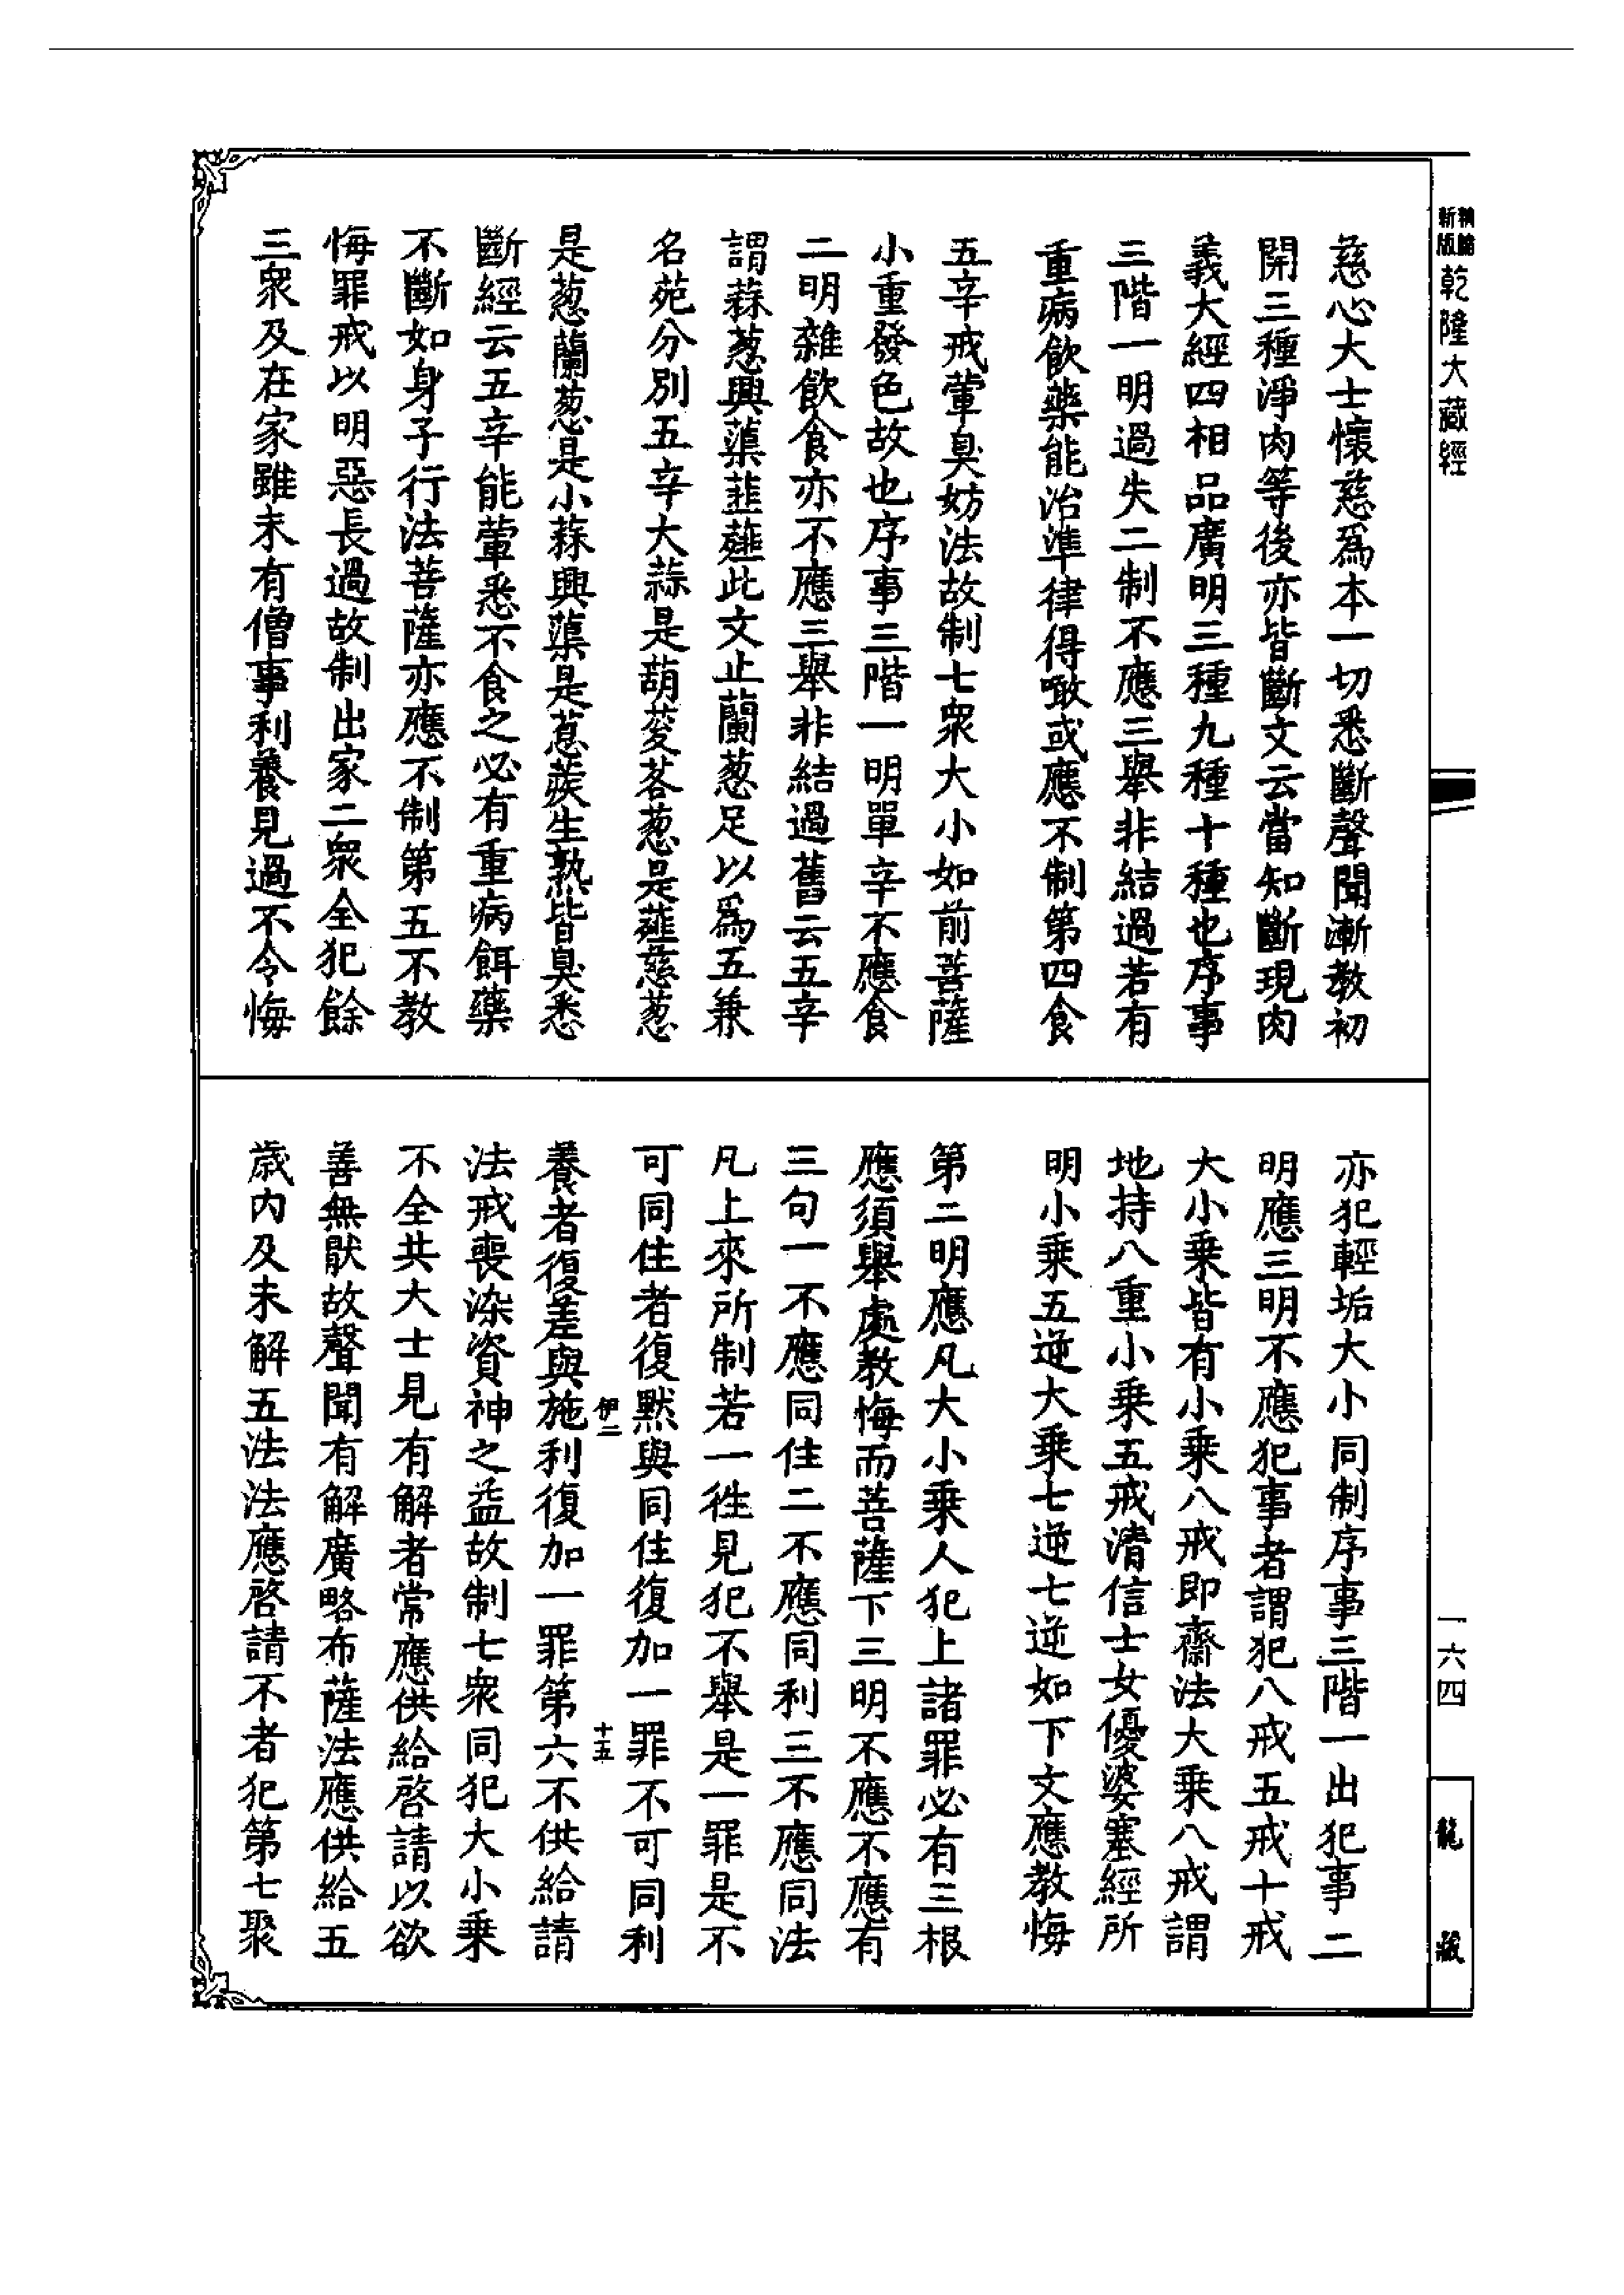 新編
新版
乾隆大藏經
慈心大士懷慈爲本一切悉斷聲聞漸教初
開三種淨肉等後亦皆斷文云當知斷現肉
義大經四相品廣明三種九種十種也序事
三階一明過失二制不應三舉非結過若有
重病飲藥能治準律得噉或應不制第四食
五辛戒葷臭妨法故制七衆大小如前菩薩
小重發色故也序事三階一明單辛不應食
二明雜飲食亦不應三舉非結過舊云五辛
謂蒜葱興蕖韮薤此文止蘭葱足以爲五兼
名苑分別五辛大蒜是葫荾茖葱是薤慈葱
是葱蘭葱是小蒜興蕖是蒠蒺生熟皆臭悉
斷經云五辛能葷悉不食之必有重病餌藥
不斷如身子行法菩薩亦應不制第五不教
悔罪戒以明惡長過故制出家二衆全犯餘
三衆及在家雖未有僧事利養見過不令悔
亦犯輕垢大小同制序事三階一出犯事二
明應三明不應犯事者謂犯八戒五戒十戒
大小乘皆有小乘八戒即齋法大乘八戒謂
地持八重小乘五戒清信士女優婆塞經所
明小乘五逆大乘七逆七逆如下文應教悔
第二明應凡大小乘人犯上諸罪必有三根
應須舉處教悔而菩薩下三明不應不應有
三句一不應同住二不應同利三不應同法
凡上來所制若一徃見犯不舉是一罪是不
可同住者復黙與同住復加一罪不可同利
伊二
十五
養者復差與施利復加一罪第六不供給請
法戒喪染資神之益故制七衆同犯大小乘
不全共大士見有解者常應供給啓請以欲
善無猒故聲聞有解廣略布薩法應供給五
歲内及未解五法法應啓請不者犯第七聚
一六四
龍藏